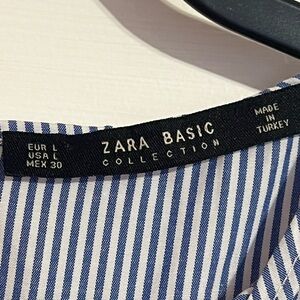 EUR L
USA L
MEX 30
ZARA BASIC
COLLECTION
MADE
IN
TURKEY